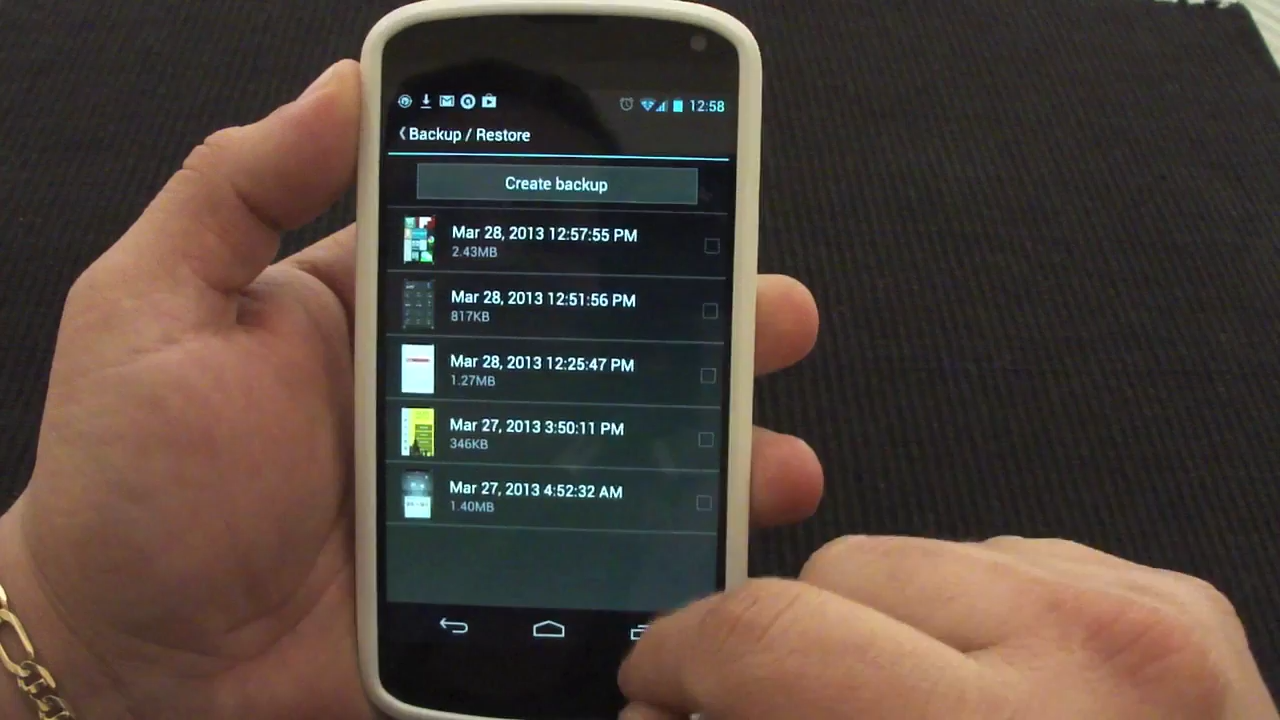 12:58
Backup / Restore
Create backup
Mar 28, 2013 12:57:55 PM
2.43MB
Mar 28, 2013 12:51:56 PM
817KB
Mar 28, 2013 12:25:47 PM
1.27MB
Mar 27, 2013 3:50:11 PM
346KB
Mar 27, 2013 4:52:32 AM
1.40MB